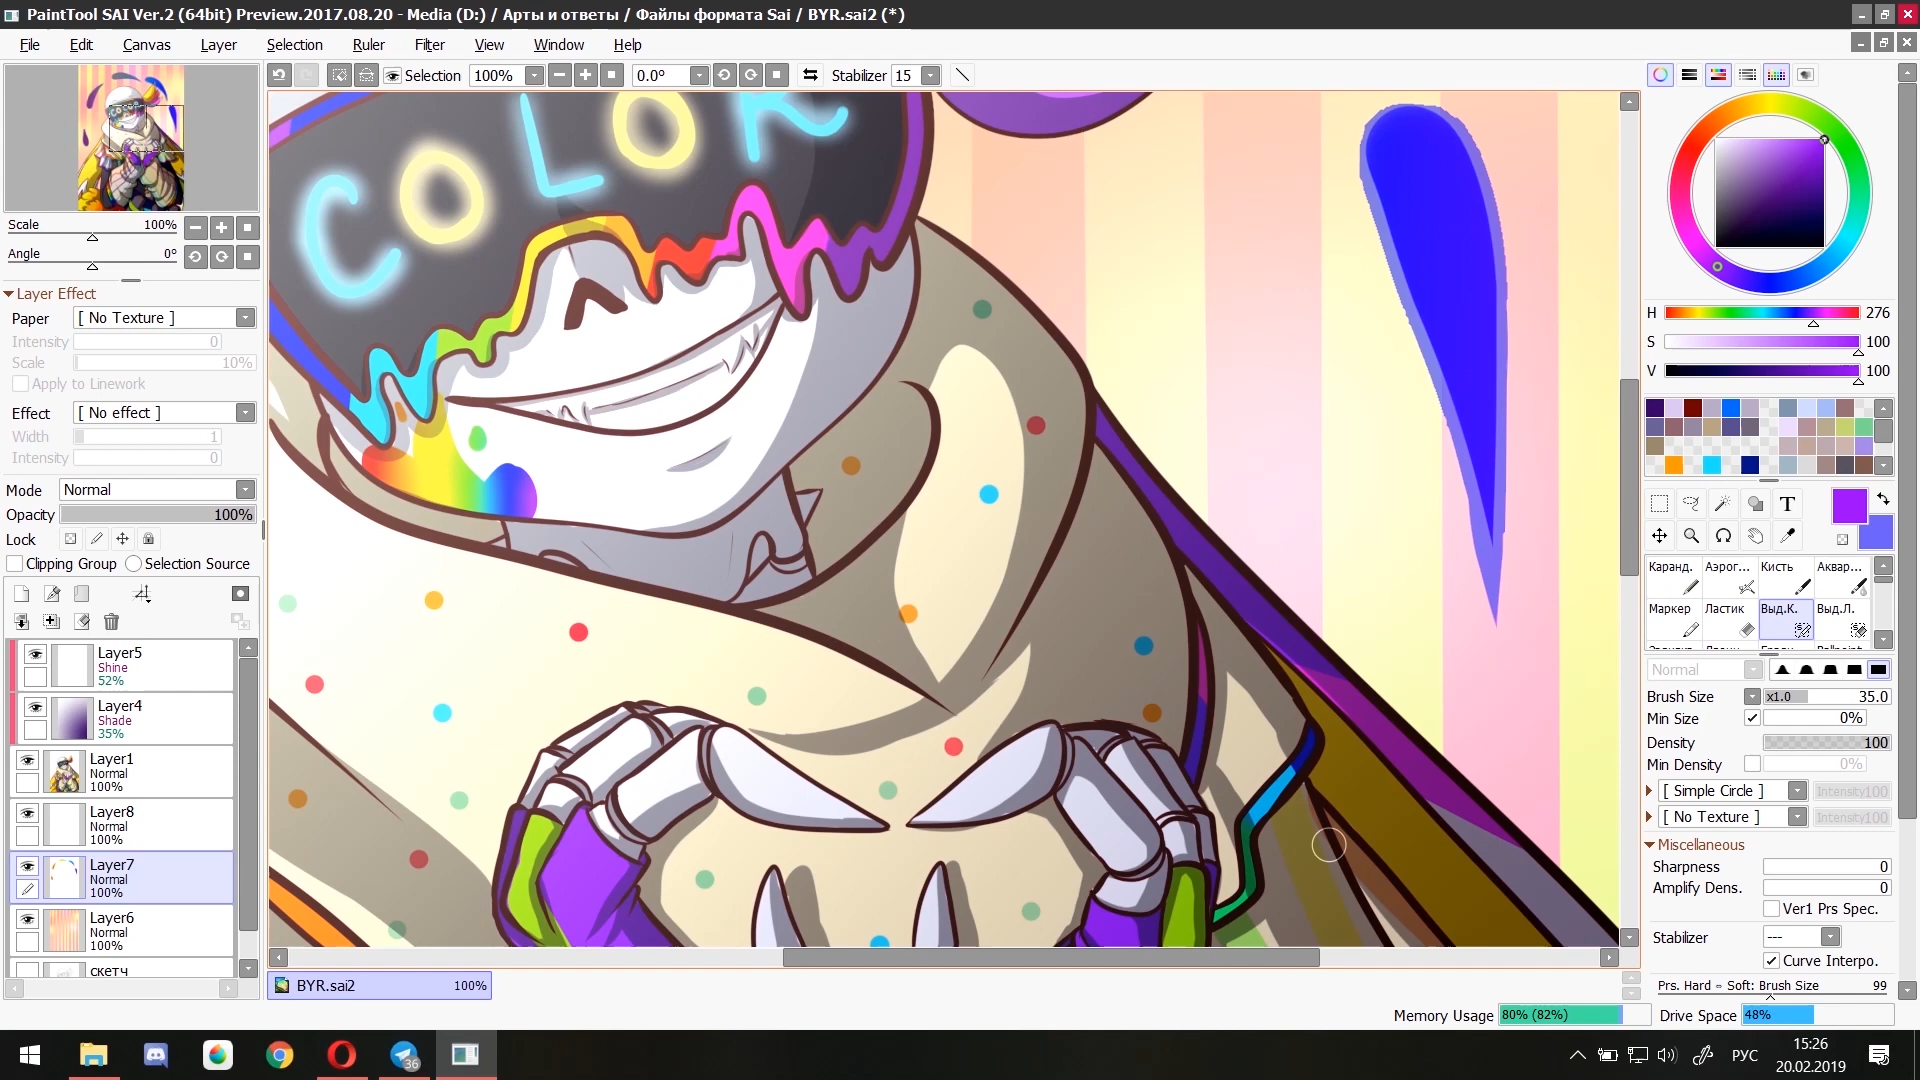 PaintTool SAI Ver.2 (64bit) Preview.2017.08.20 - Media (D:) / Арты и ответы / Файлы формата Sai / BYR.sai2 (*)
File Edit Canvas Layer Selection Ruler Filter View Window Help
Selection 100% 0.0° Stabilizer 15
COLOR
Scale 100%
Angle 0°
Layer Effect
Paper [ No Texture ]
Intensity 0
Scale 10%
Apply to Linework
Effect [ No effect ]
Width 1
Intensity 0
Mode Normal
Opacity 100%
Lock
Clipping Group Selection Source
Layer5
Shine
52%
Layer4
Shade
35%
Layer1
Normal
100%
Layer8
Normal
100%
Layer7
Normal
100%
Layer6
Normal
100%
скетч
BYR.sai2 100%
H 276
S 100
V 100
T
Каранд. Аэрог... Кисть Аквар...
Маркер Ластик Выд.К. Выд.Л.
Normal
Brush Size x1.0 35.0
Min Size 0%
Density 100
Min Density 0%
[ Simple Circle ] Intensity100
[ No Texture ] Intensity100
Miscellaneous
Sharpness 0
Amplify Dens. 0
Ver1 Prs Spec.
Stabilizer ---
Curve Interpo.
Prs. Hard ⇔ Soft: Brush Size 99
Memory Usage 80% (82%) Drive Space 48%
36
РУС
15:26
20.02.2019